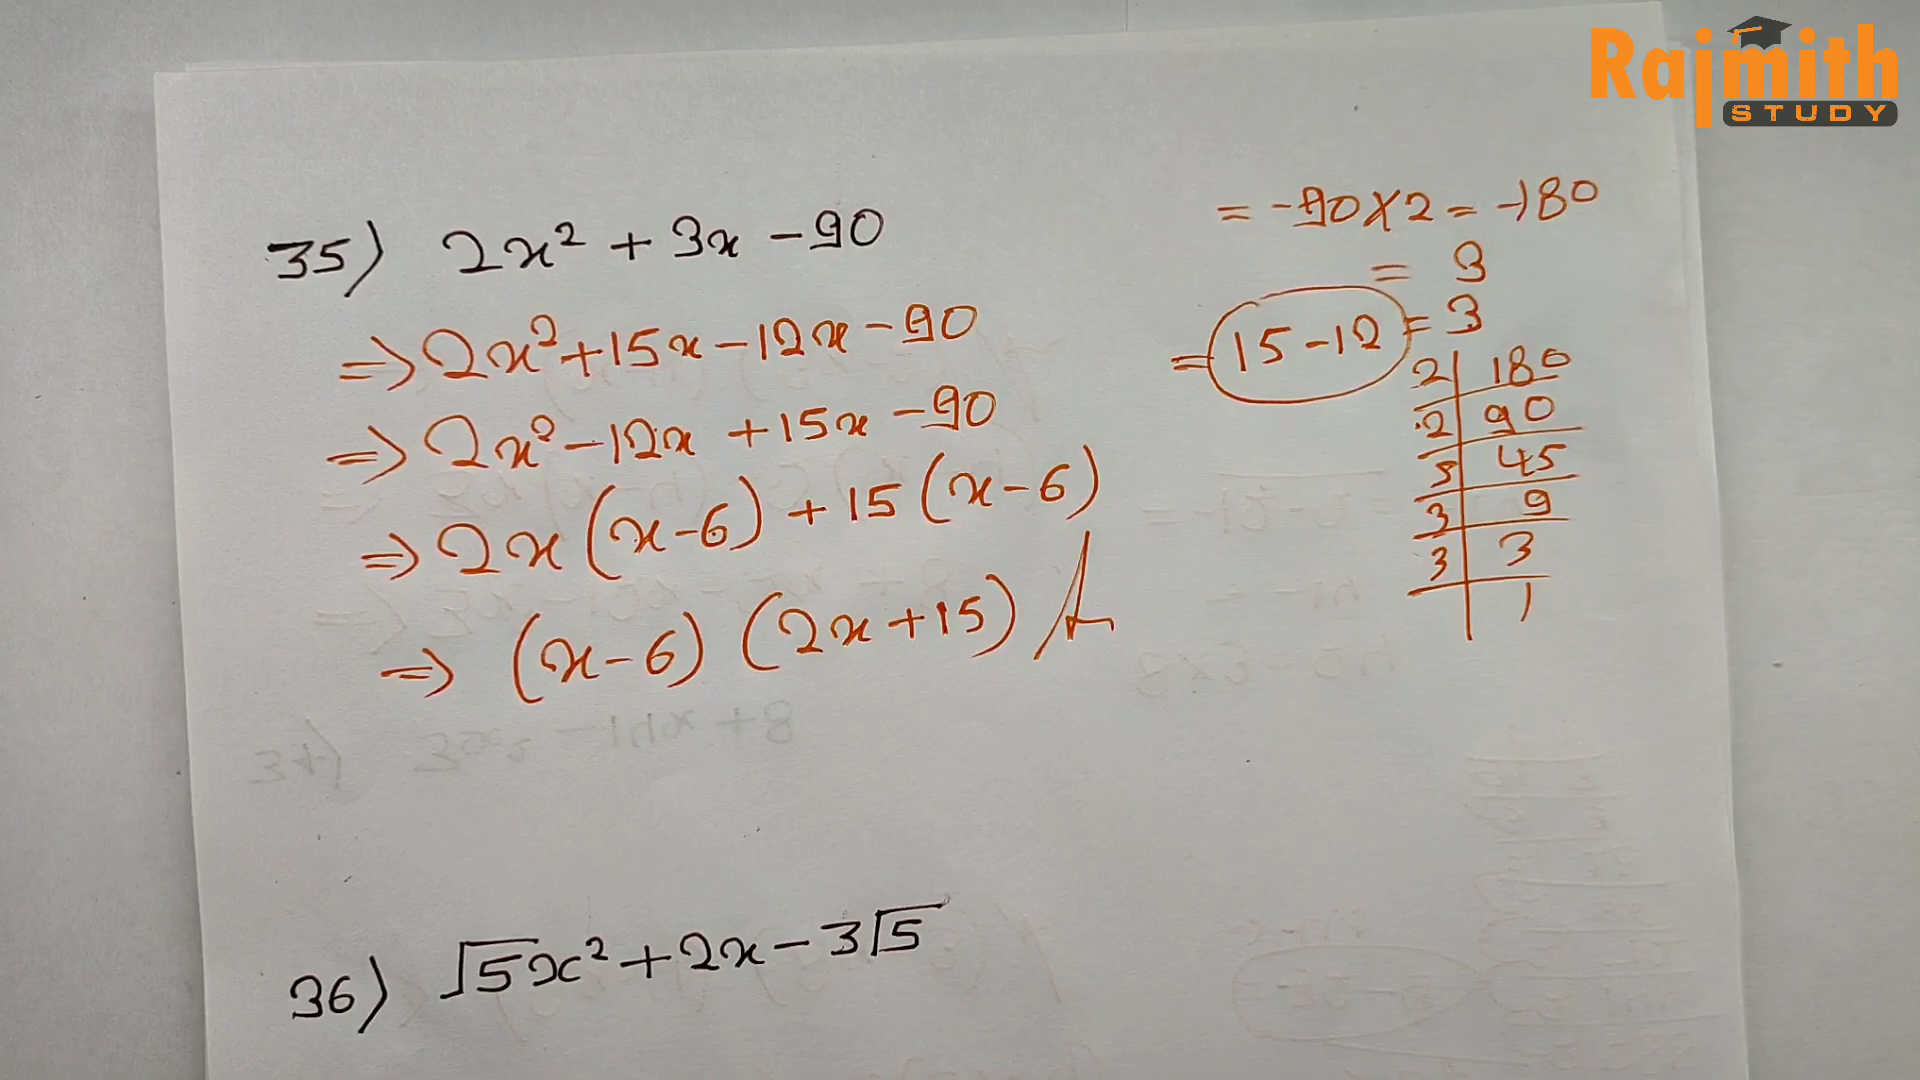 Rajmith
STUDY
35) 2x² + 3x - 90
⇒ 2x² + 15x - 12x - 90
⇒ 2x² - 12x + 15x - 90
⇒ 2x (x-6) + 15 (x-6)
⇒ (x-6) (2x+15)
= -90 × 2 = -180
= 3
= 15-12 = 3
2 | 180
2 | 90
5 | 45
3 | 9
3 | 3
| 1
36) √5x² + 2x - 3√5